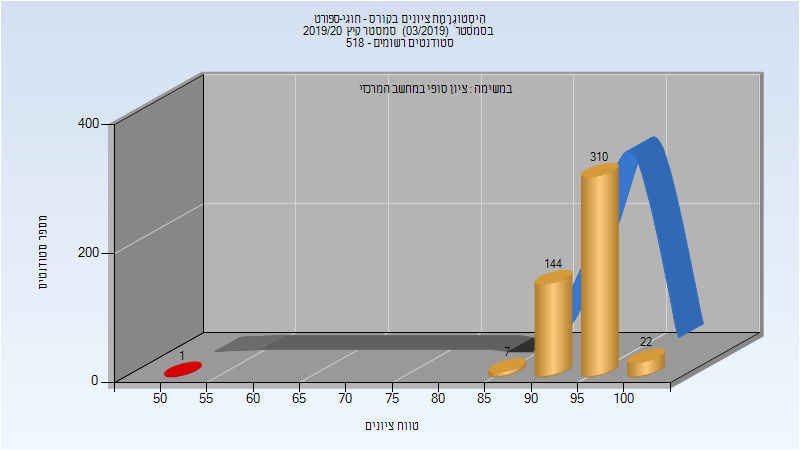 היסטוגרמת ציונים בקורס - חוגי-ספורט
בסמסטר (03/2019) סמסטר קיץ 2019/20
סטודנטים רשומים - 518
במשימה : ציון סופי במחשב המרכזי
מספר סטודנטים
400
200
0
1
7
144
310
22
50 55 60 65 70 75 80 85 90 95 100
טווח ציונים